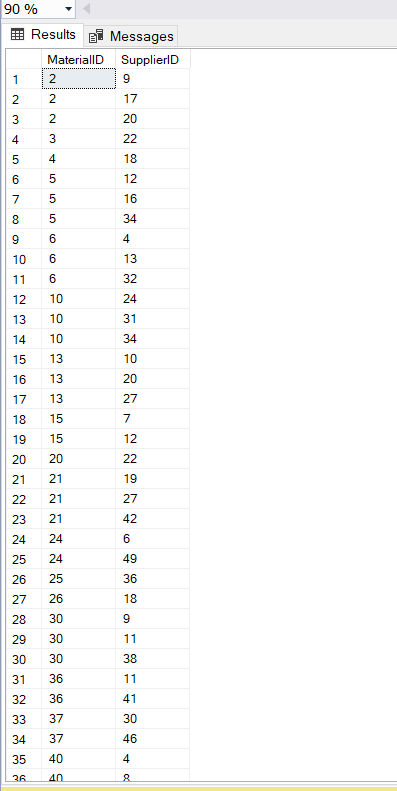 90 %
Results Messages
MaterialID SupplierID
1 2 9
2 2 17
3 2 20
4 3 22
5 4 18
6 5 12
7 5 16
8 5 34
9 6 4
10 6 13
11 6 32
12 10 24
13 10 31
14 10 34
15 13 10
16 13 20
17 13 27
18 15 7
19 15 12
20 20 22
21 21 19
22 21 27
23 21 42
24 24 6
25 24 49
26 25 36
27 26 18
28 30 9
29 30 11
30 30 38
31 36 11
32 36 41
33 37 30
34 37 46
35 40 4
36 40 8